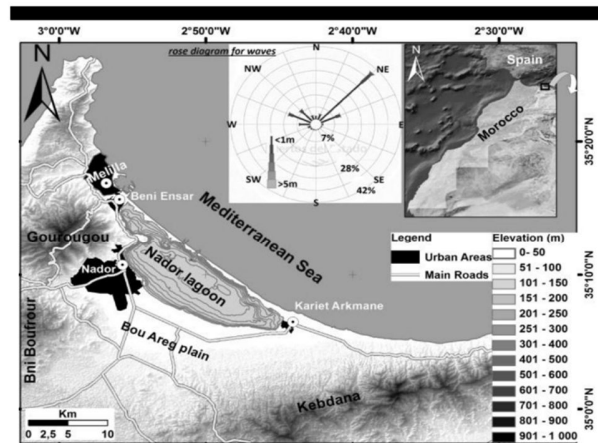 3°0'0"W
2°50'0"W
2°40'0"W
2°30'0"W
N
rose diagram for waves
N
NW
NE
W
E
SW
SE
S
<1m
>5m
7%
28%
42%
N
Spain
Morocco
35°20'0"N
35°10'0"N
35°0'0"N
Melilla
Beni Ensar
Gourougou
Nador
Nador lagoon
Mediterranean Sea
Kariet Arkmane
Bou Areg plain
Bni Boufrour
Kebdana
Km
0 2,5 5 10
Legend
Urban Areas
Main Roads
Elevation (m)
0- 50
51 - 100
101 - 150
151 - 200
201 - 250
251 - 300
301 - 400
401 - 500
501 - 600
601 - 700
701 - 800
801 - 900
901 - 1 000